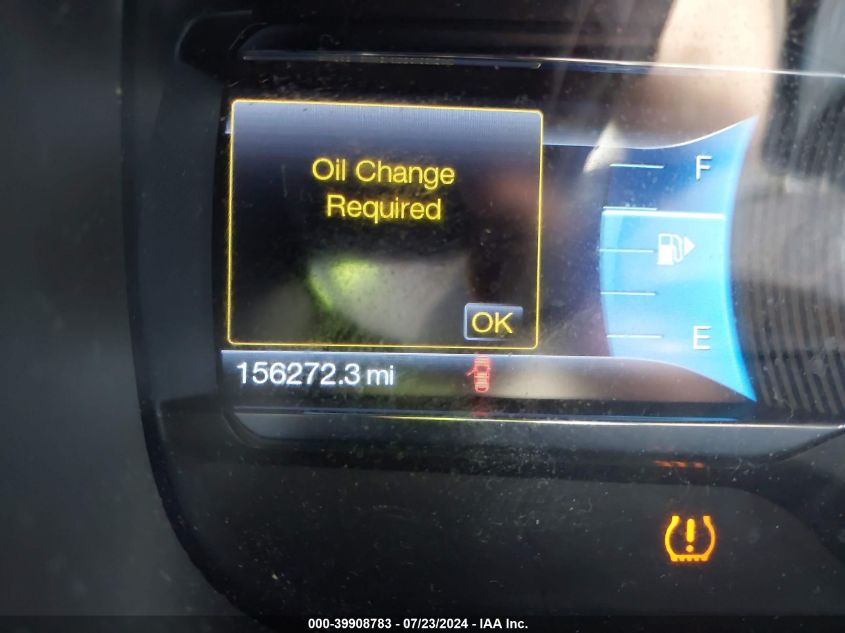 Oil Change
Required
F
OK
E
156272.3 mi
000-39908783 / 07/23/2024 - IAA Inc.